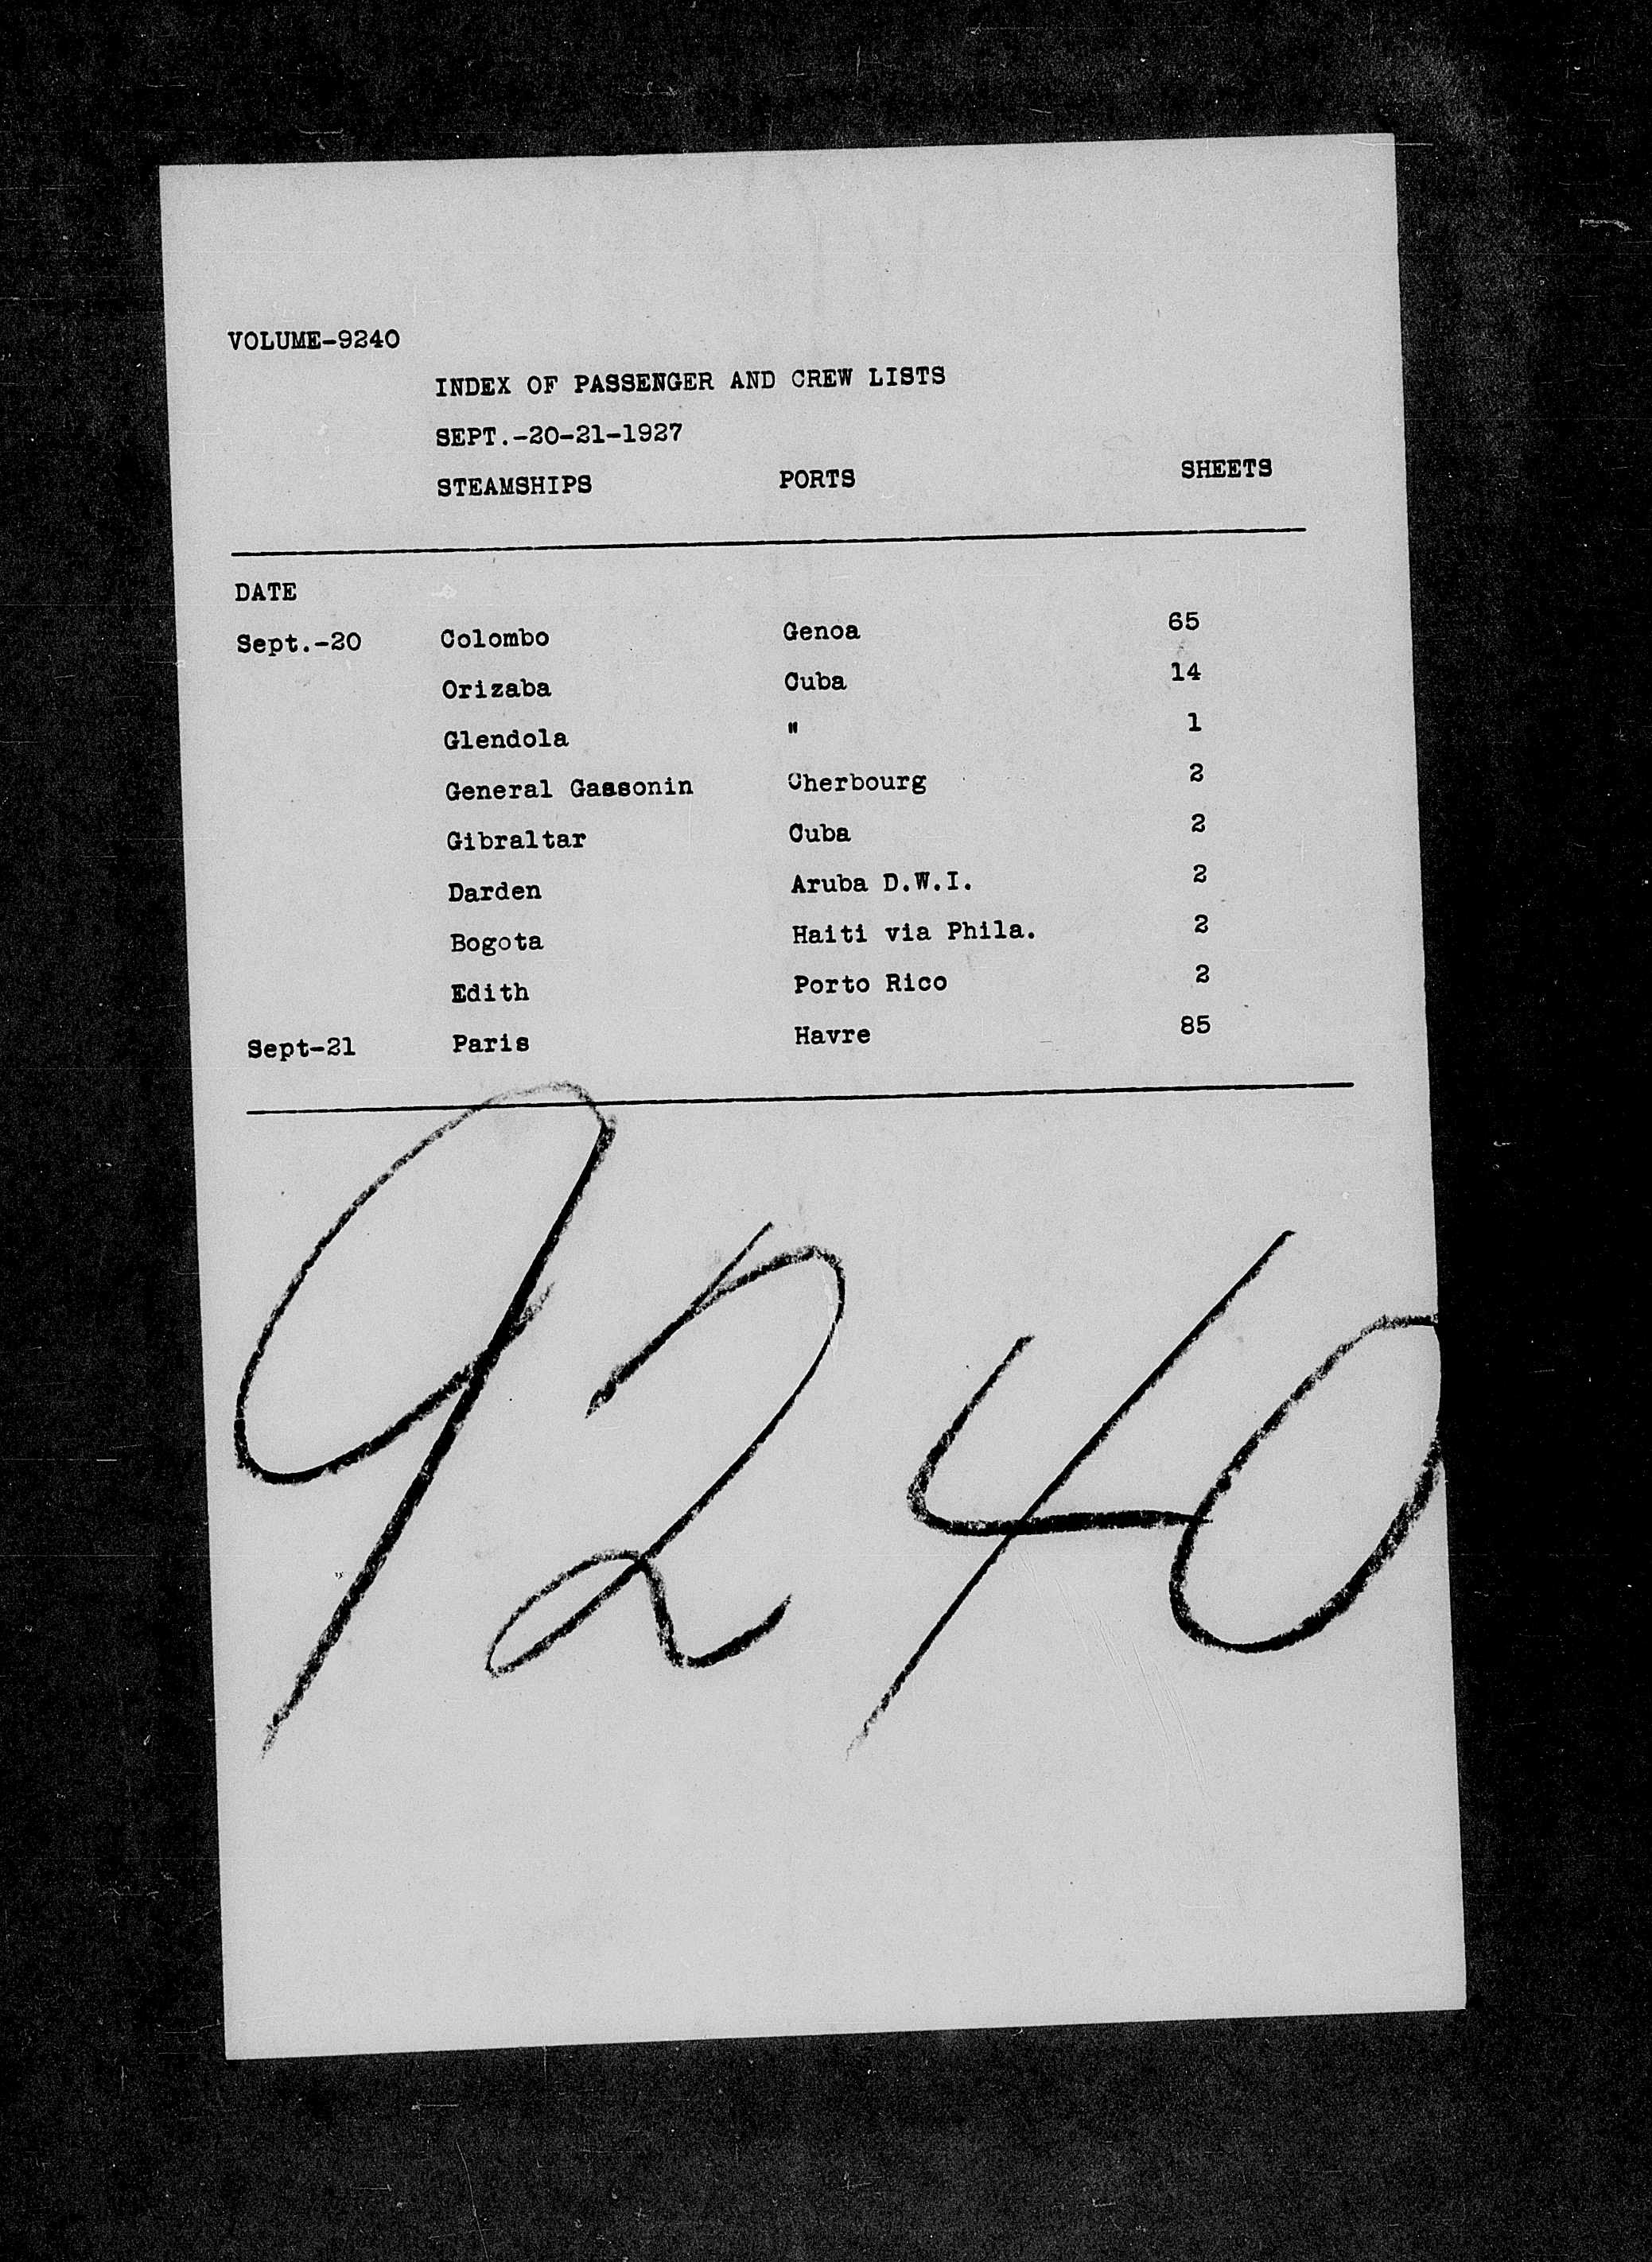 VOLUME-9240
INDEX OF PASSENGER AND CREW LISTS
SEPT.-20-21-1927
STEAMSHIPS PORTS SHEETS
DATE
Sept.-20 Colombo Genoa 65
Orizaba Cuba 14
Glendola " 1
General Gassonin Cherbourg 2
Gibraltar Cuba 2
Darden Aruba D.W.I. 2
Bogota Haiti via Phila. 2
Edith Porto Rico 2
Sept-21 Paris Havre 85
9240